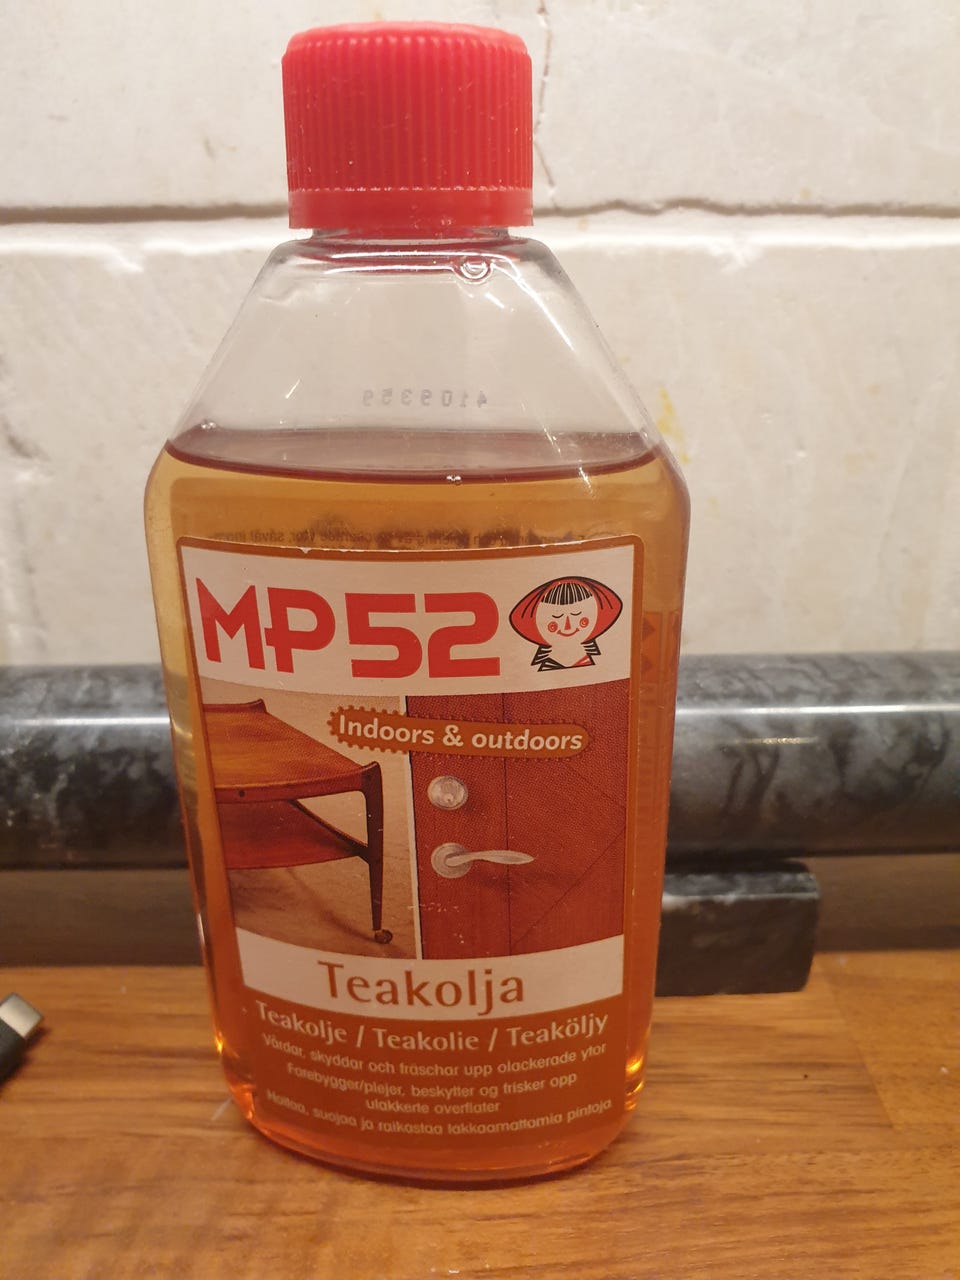 4109359
MP52
Indoors & outdoors
Teakolja
Teakolje / Teakolie / Teaköljy
Vårdar, skyddar och fräschar upp olackerade ytor
Forebygger/plejer, beskytter og frisker opp
ulakkerte overflater
Hoitaa, suojaa ja raikastaa lakkaamattomia pintoja